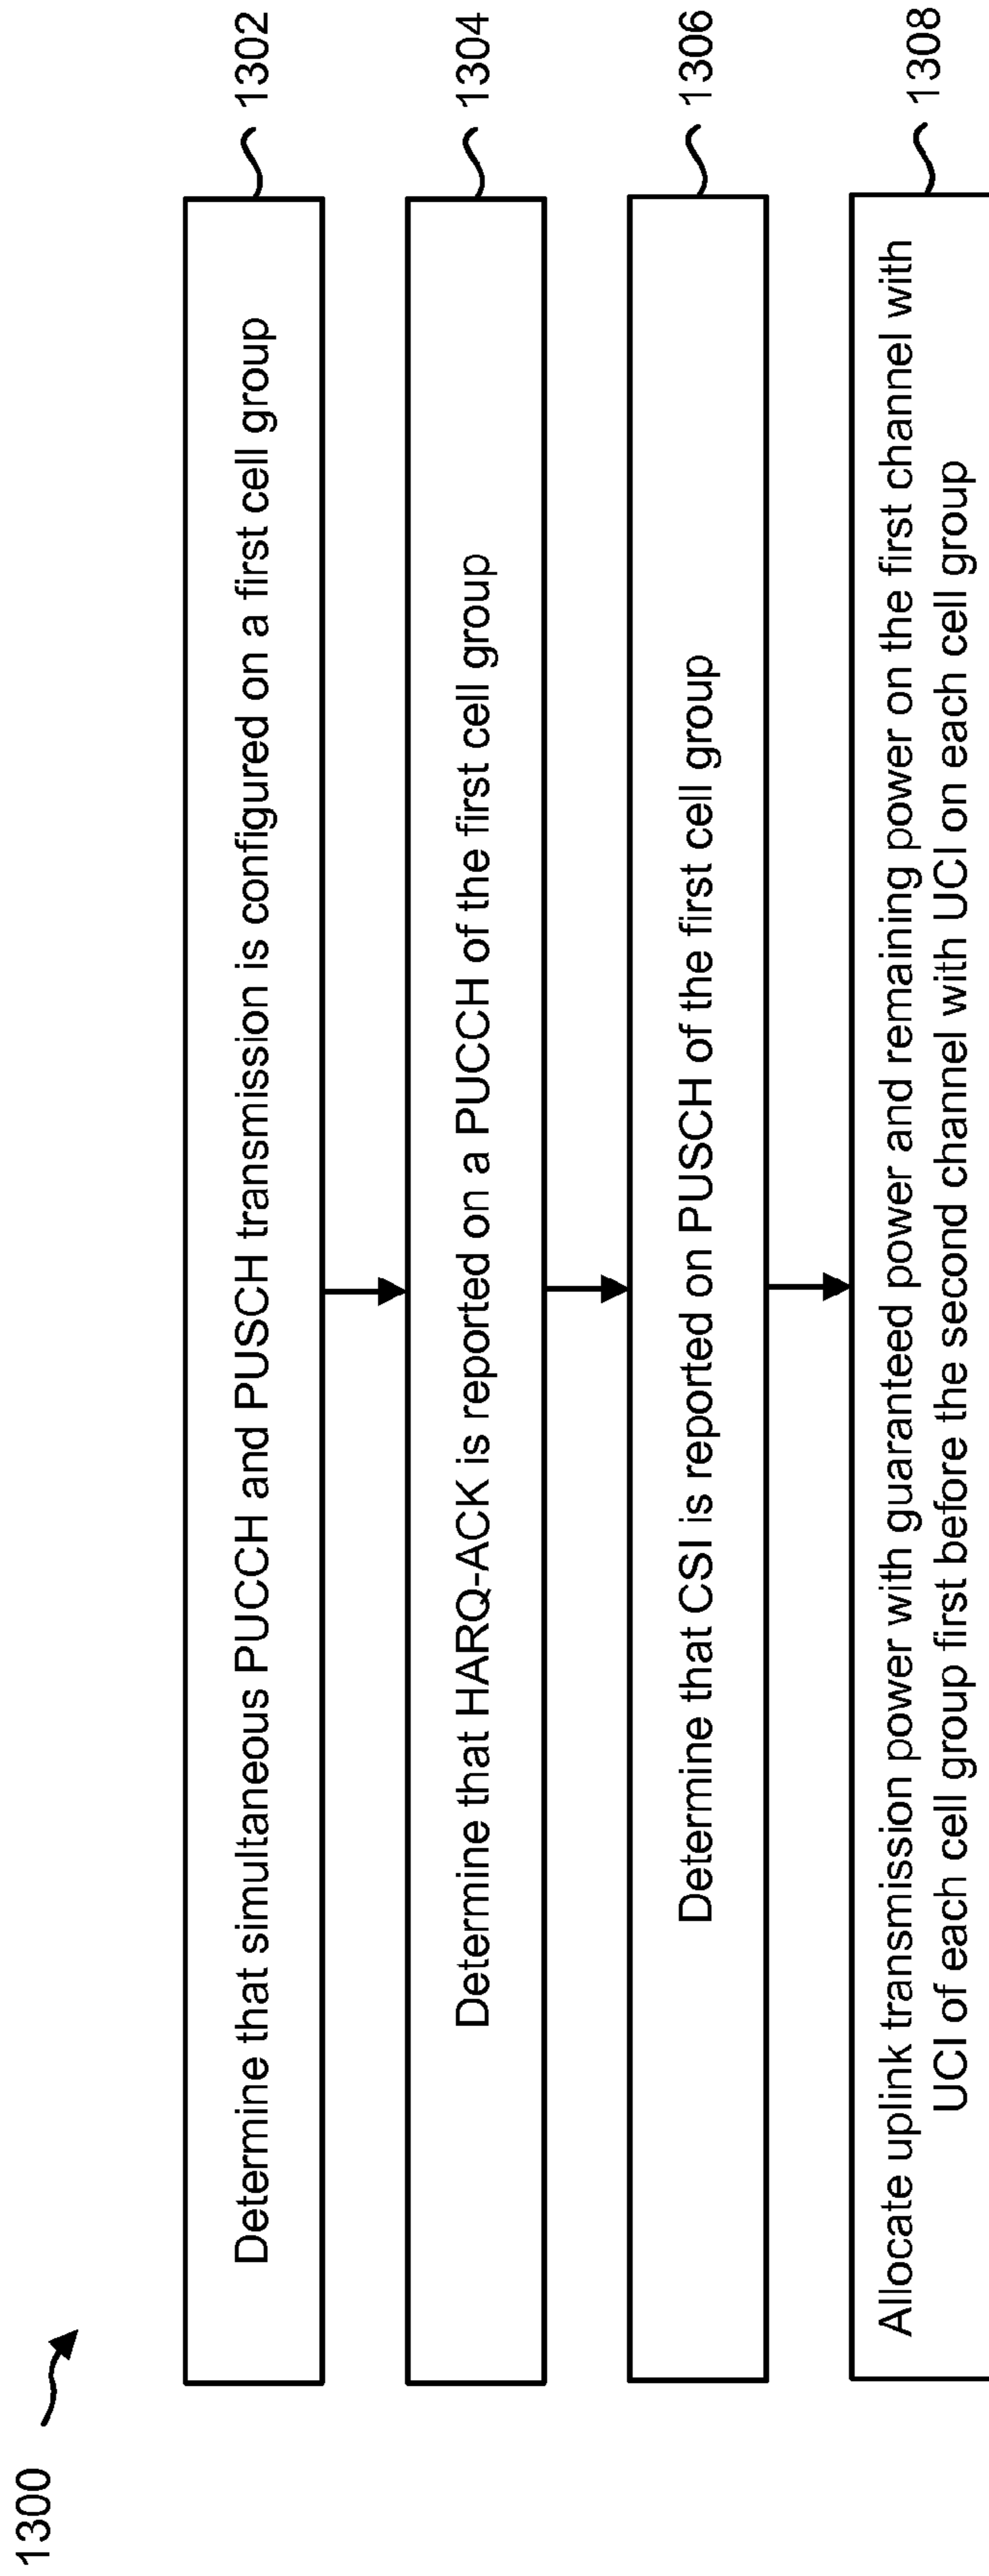 1300
Determine that simultaneous PUCCH and PUSCH transmission is configured on a first cell group
1302
Determine that HARQ-ACK is reported on a PUCCH of the first cell group
1304
Determine that CSI is reported on PUSCH of the first cell group
1306
Allocate uplink transmission power with guaranteed power and remaining power on the first channel with
UCI of each cell group first before the second channel with UCI on each cell group
1308